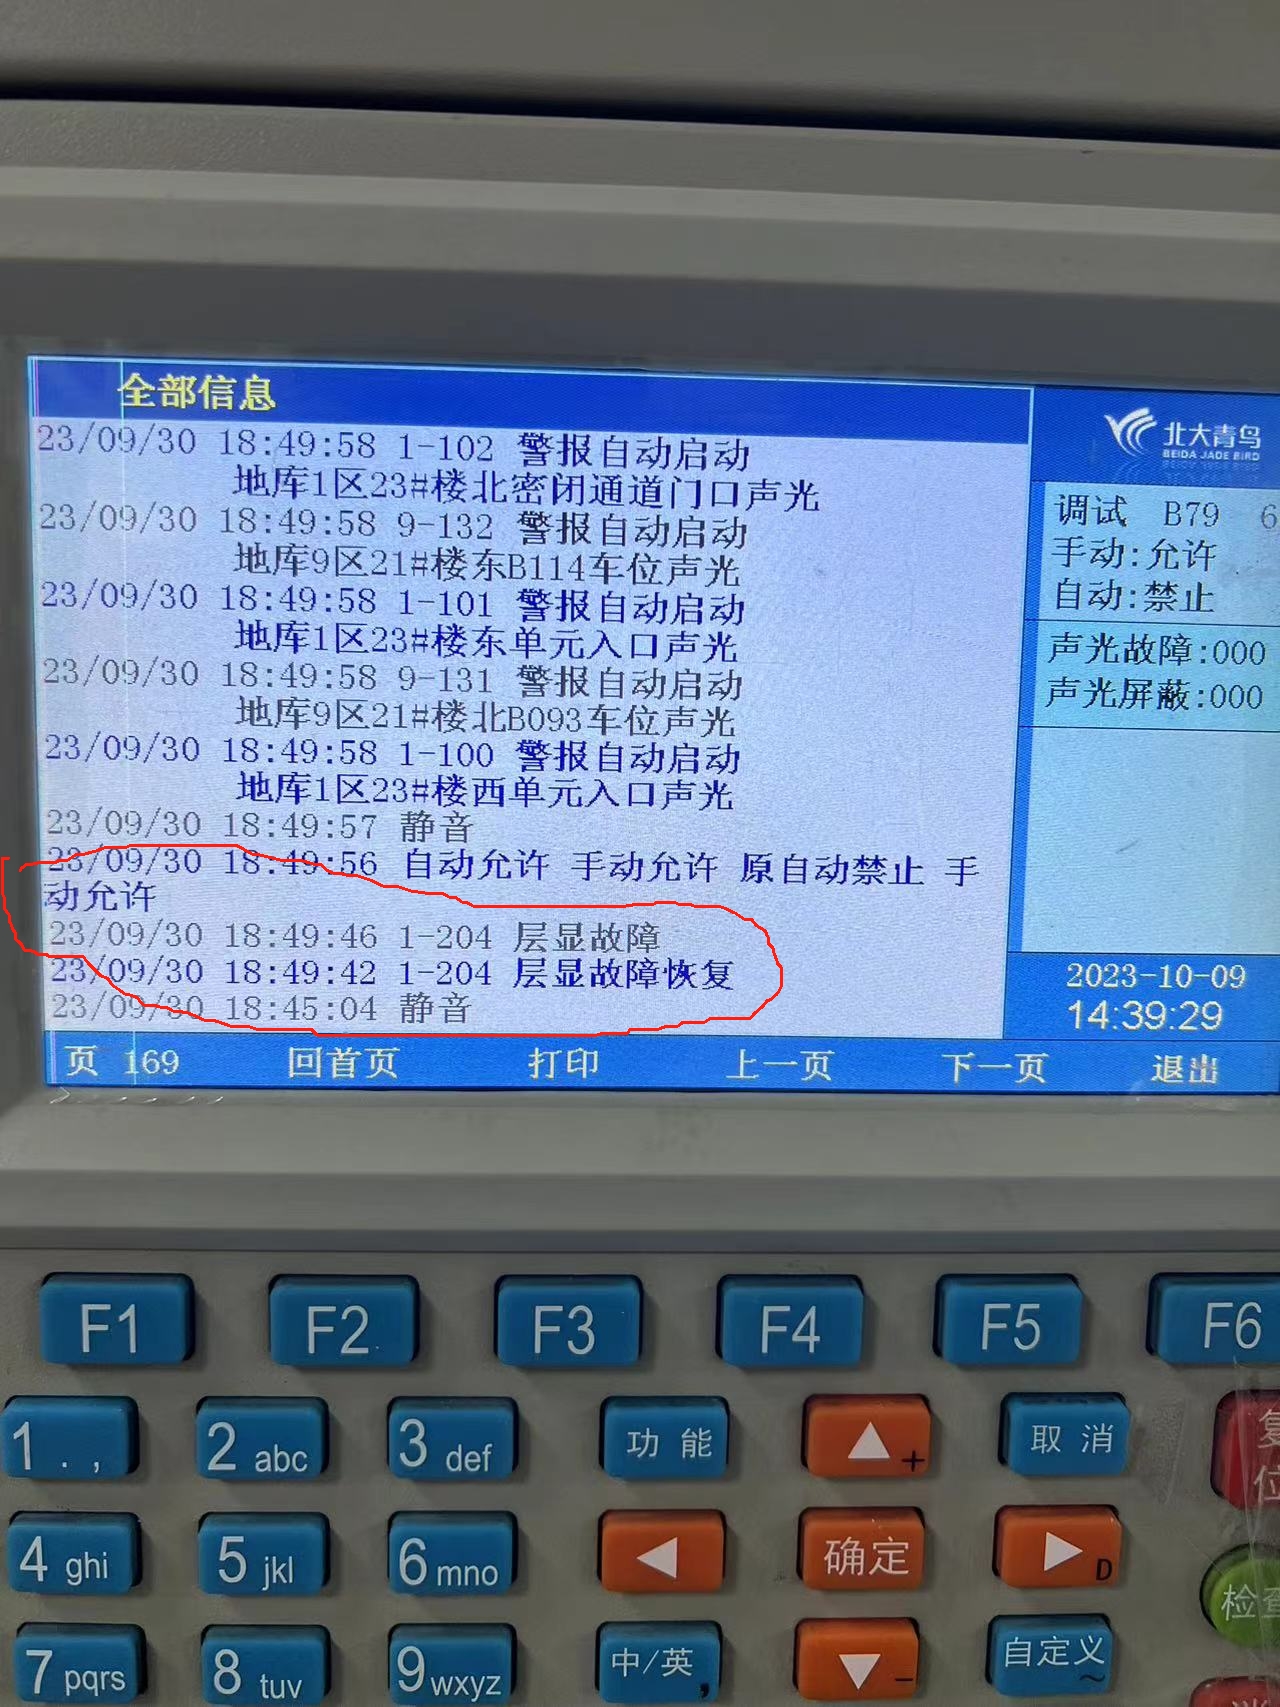 全部信息
23/09/30 18:49:58 1-102 警报自动启动
地库1区23#楼北密闭通道门口声光
23/09/30 18:49:58 9-132 警报自动启动
地库9区21#楼东B114车位声光
23/09/30 18:49:58 1-101 警报自动启动
地库1区23#楼东单元入口声光
23/09/30 18:49:58 9-131 警报自动启动
地库9区21#楼北B093车位声光
23/09/30 18:49:58 1-100 警报自动启动
地库1区23#楼西单元入口声光
23/09/30 18:49:57 静音
23/09/30 18:49:56 自动允许 手动允许 原自动禁止 手
动允许
23/09/30 18:49:46 1-204 层显故障
23/09/30 18:49:42 1-204 层显故障恢复
23/09/30 18:45:04 静音
页 169 回首页 打印 上一页 下一页 退出
北大青鸟
BEIDA JADE BIRD
调试 B79 6
手动:允许
自动:禁止
声光故障:000
声光屏蔽:000
2023-10-09
14:39:29
F1 F2 F3 F4 F5 F6
1 . , 2 abc 3 def 功能 + 取消 复位
4 ghi 5 jkl 6 mno 确定 D 检查
7 pqrs 8 tuv 9 wxyz 中/英 , - 自定义 ~